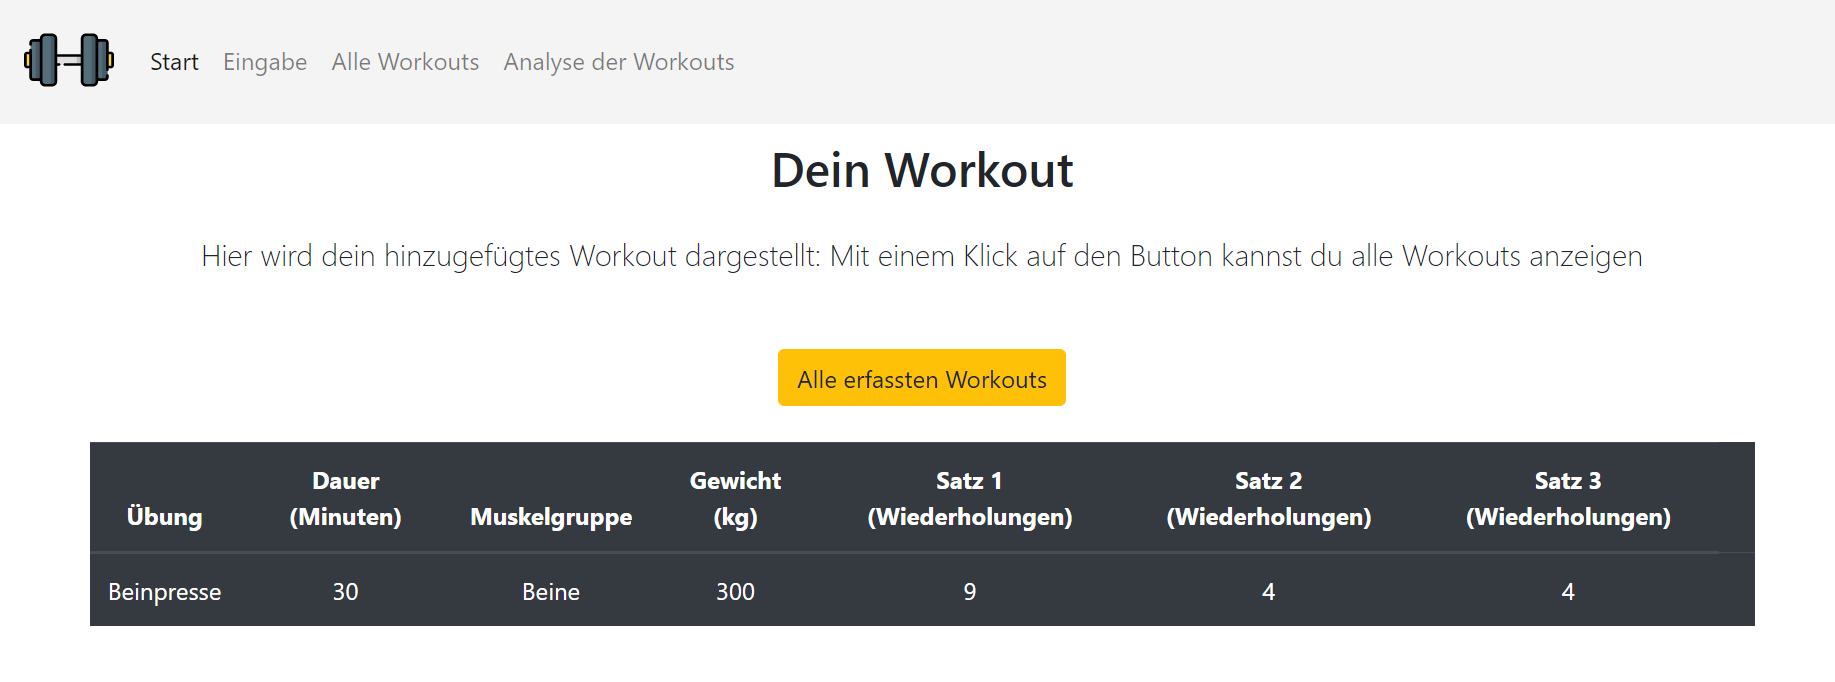 Start Eingabe Alle Workouts Analyse der Workouts
Dein Workout
Hier wird dein hinzugefügtes Workout dargestellt: Mit einem Klick auf den Button kannst du alle Workouts anzeigen
Alle erfassten Workouts
Übung Dauer (Minuten) Muskelgruppe Gewicht (kg) Satz 1 (Wiederholungen) Satz 2 (Wiederholungen) Satz 3 (Wiederholungen)
Beinpresse 30 Beine 300 9 4 4